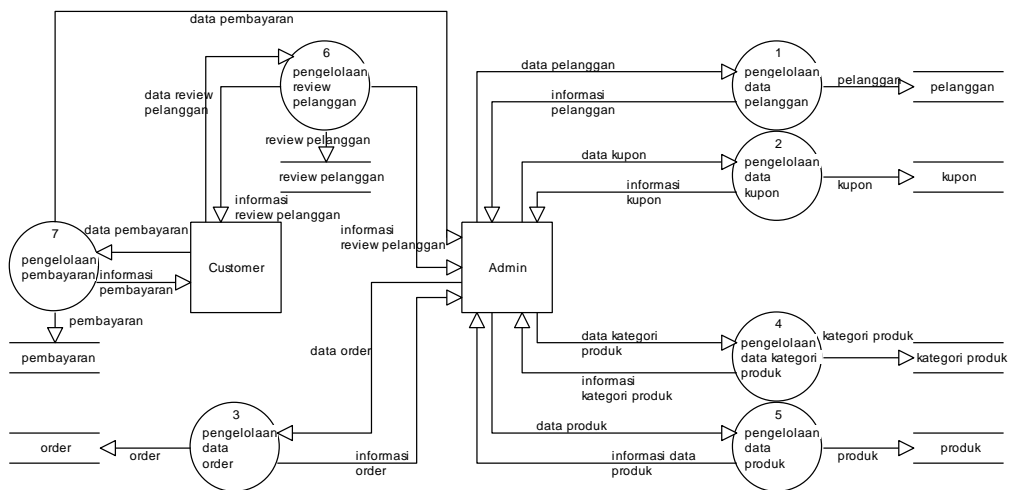 data pembayaran
6
pengelolaan
review
pelanggan
data review
pelanggan
review pelanggan
review pelanggan
informasi
review pelanggan
informasi
review pelanggan
7
pengelolaan
pembayaran
data pembayaran
informasi
pembayaran
pembayaran
pembayaran
Customer
Admin
data pelanggan
informasi
pelanggan
1
pengelolaan
data
pelanggan
pelanggan
pelanggan
data kupon
informasi
kupon
2
pengelolaan
data
kupon
kupon
kupon
data order
3
pengelolaan
data
order
order
order
informasi
order
data kategori
produk
informasi
kategori produk
4
pengelolaan
data kategori
produk
kategori produk
kategori produk
data produk
informasi data
produk
5
pengelolaan
data
produk
produk
produk